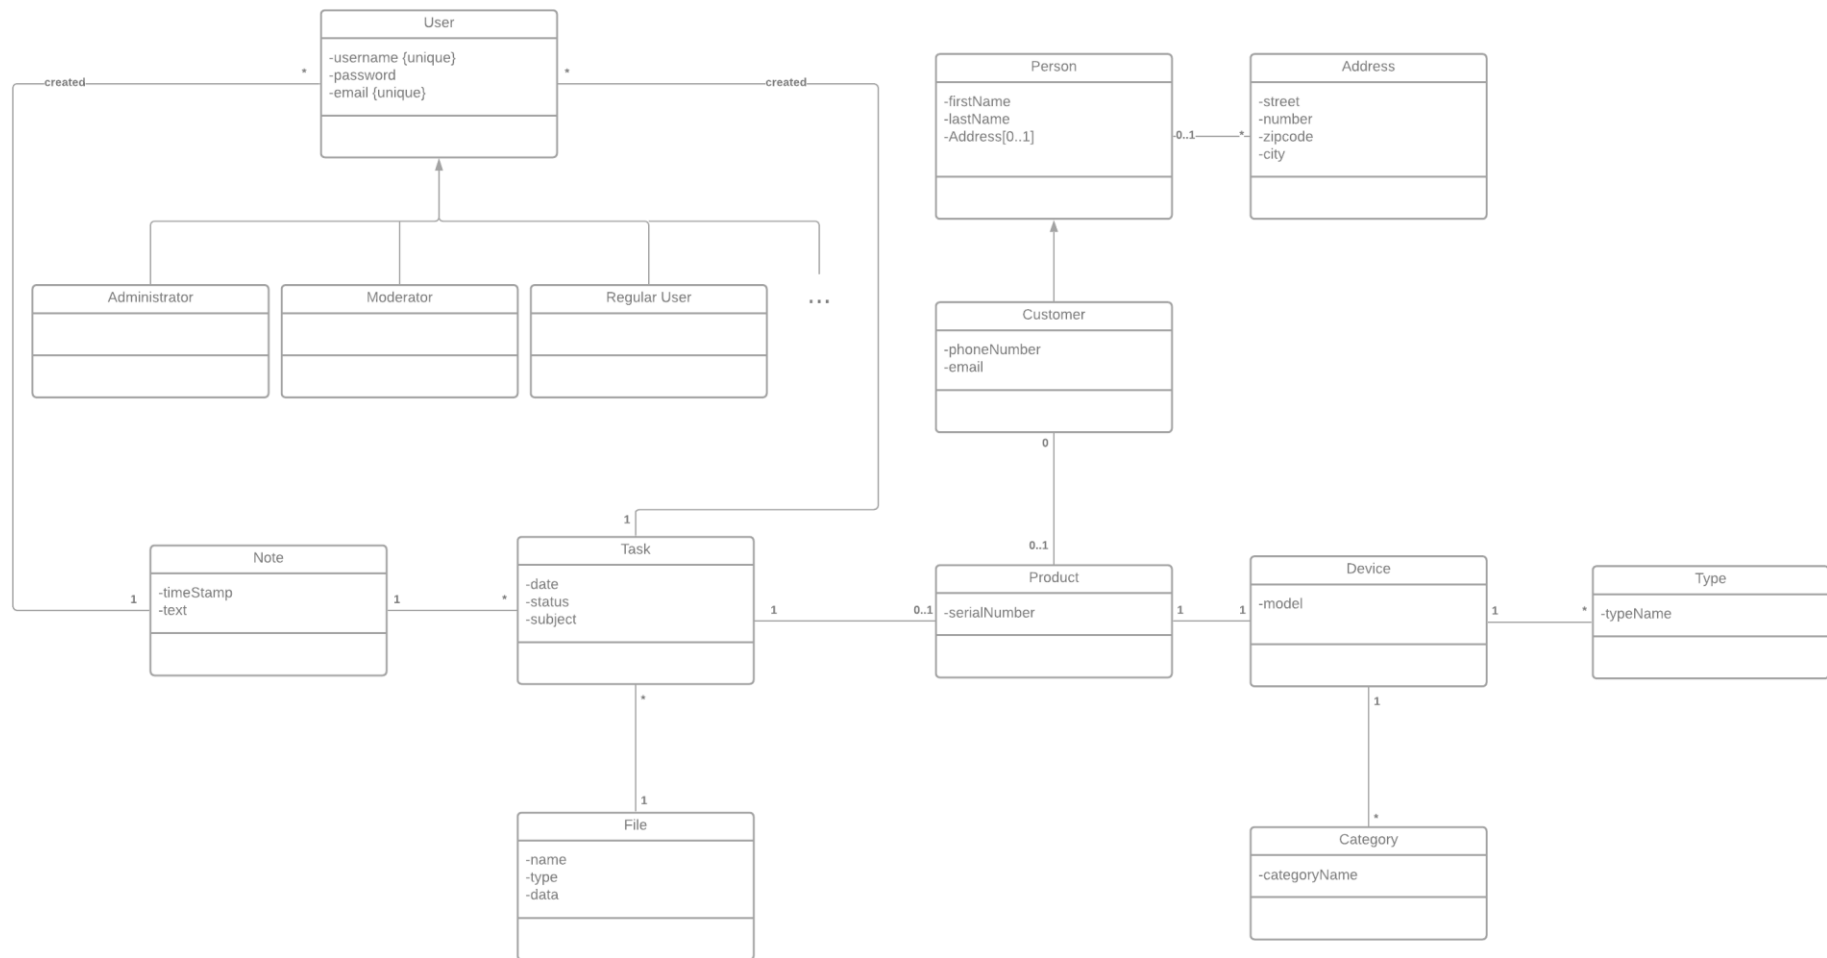 User
-username {unique}
-password
-email {unique}
*
*
created
created
Person
-firstName
-lastName
-Address[0..1]
0..1
*
Address
-street
-number
-zipcode
-city
Administrator
Moderator
Regular User
...
Customer
-phoneNumber
-email
0
0..1
1
Note
-timeStamp
-text
1
1
*
Task
-date
-status
-subject
1
0..1
Product
-serialNumber
1
1
Device
-model
1
*
Type
-typeName
*
1
File
-name
-type
-data
1
*
Category
-categoryName